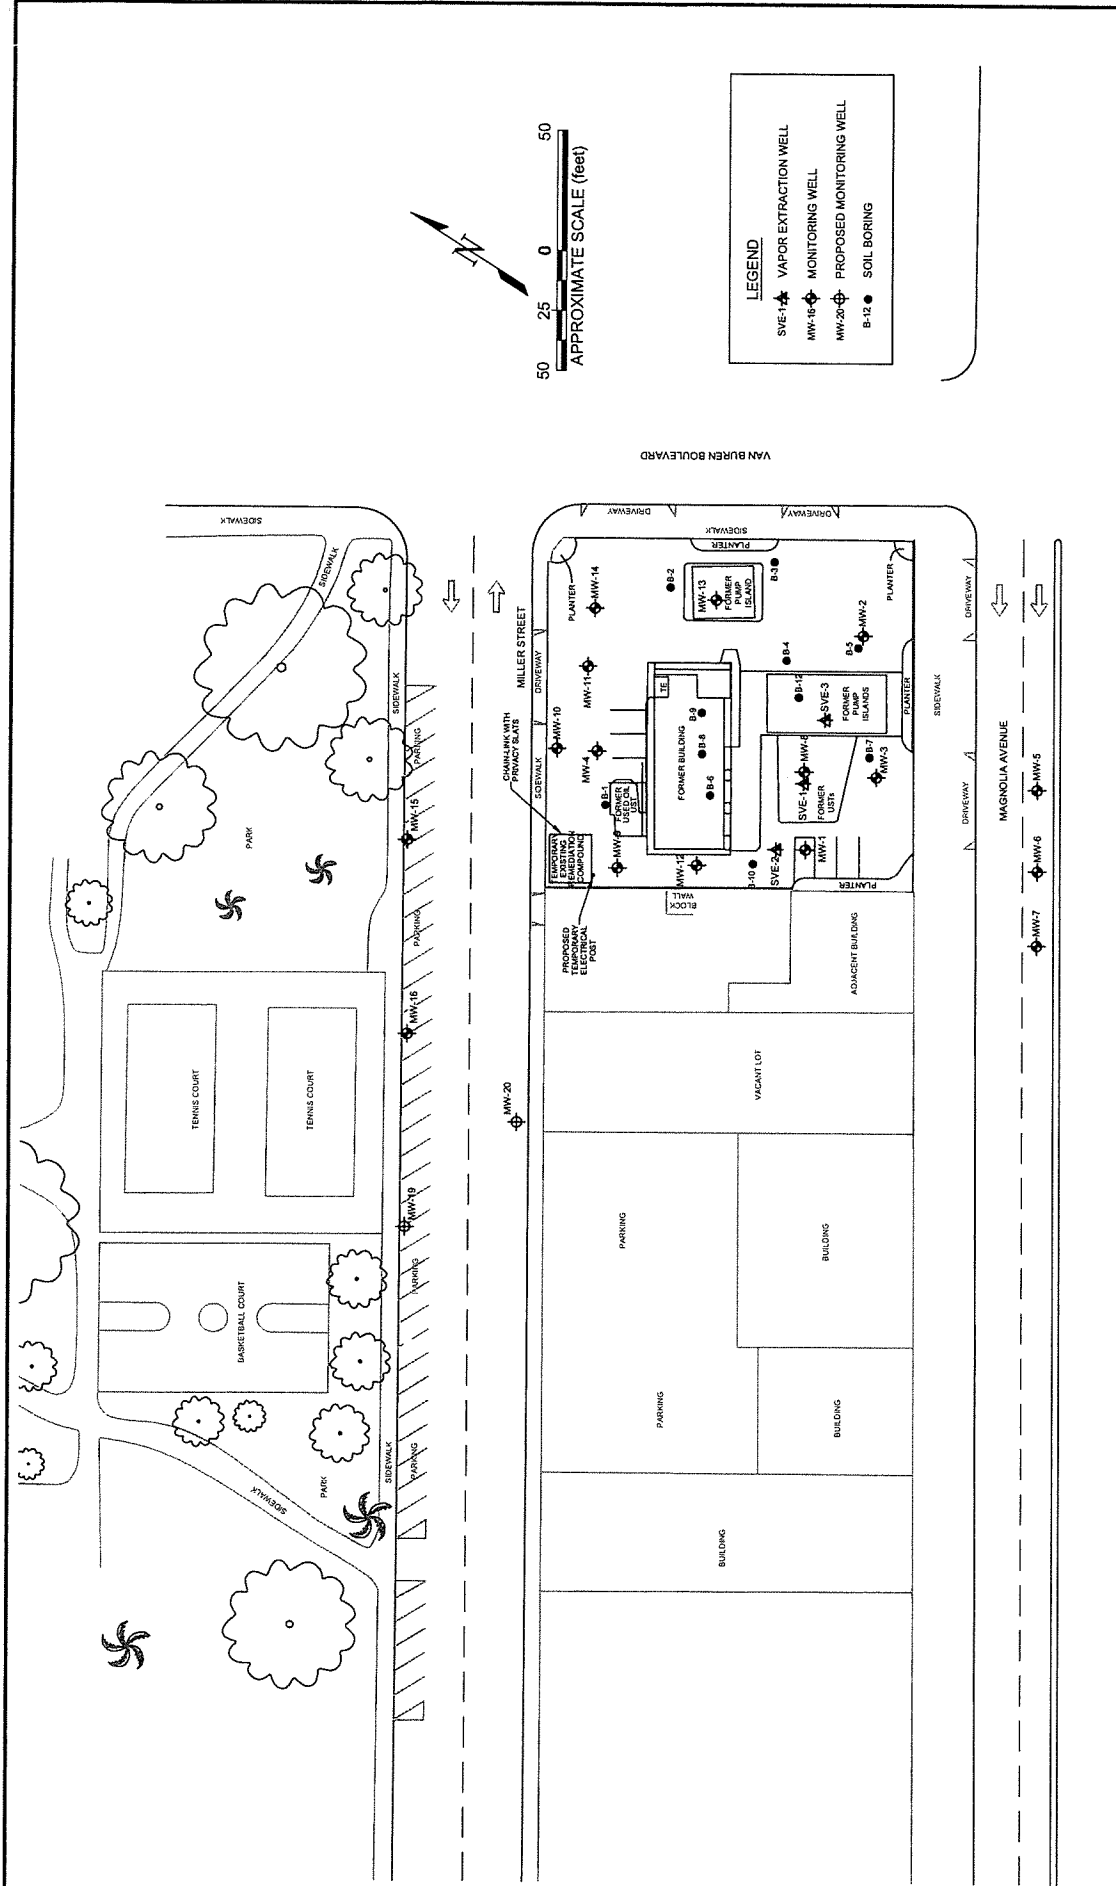 SIDEWALK
SIDEWALK
PARK
SIDEWALK
PARKING
MW-15
PARKING
MW-16
TENNIS COURT
TENNIS COURT
MW-19
PARKING
BASKETBALL COURT
SIDEWALK
PARK
SIDEWALK
PARKING
MILLER STREET
MW-20
VAN BUREN BOULEVARD
SIDEWALK
DRIVEWAY
CHAIN-LINK WITH
PRIVACY SLATS
TEMPORARY
EXISTING
REMEDIATION
COMPOUND
PROPOSED
TEMPORARY
ELECTRICAL
POST
BLOCK
WALL
DRIVEWAY
SIDEWALK
DRIVEWAY
PLANTER
PLANTER
PLANTER
PLANTER
PLANTER
MW-14
MW-11
MW-10
MW-4
B-1
FORMER
USED OIL
UST
MW-9
MW-12
B-10
B-2
MW-13
FORMER
PUMP
ISLAND
B-3
TE
FORMER BUILDING
B-9
B-8
B-6
B-4
B-5
MW-2
B-12
SVE-3
FORMER
PUMP
ISLANDS
MW-8
SVE-1
FORMER
USTs
B-7
MW-3
SVE-2
MW-1
ADJACENT BUILDING
VACANT LOT
PARKING
BUILDING
PARKING
BUILDING
BUILDING
SIDEWALK
DRIVEWAY
DRIVEWAY
MAGNOLIA AVENUE
MW-5
MW-6
MW-7
N
50 25 0 50
APPROXIMATE SCALE (feet)
LEGEND
SVE-1 VAPOR EXTRACTION WELL
MW-16 MONITORING WELL
MW-20 PROPOSED MONITORING WELL
B-12 SOIL BORING